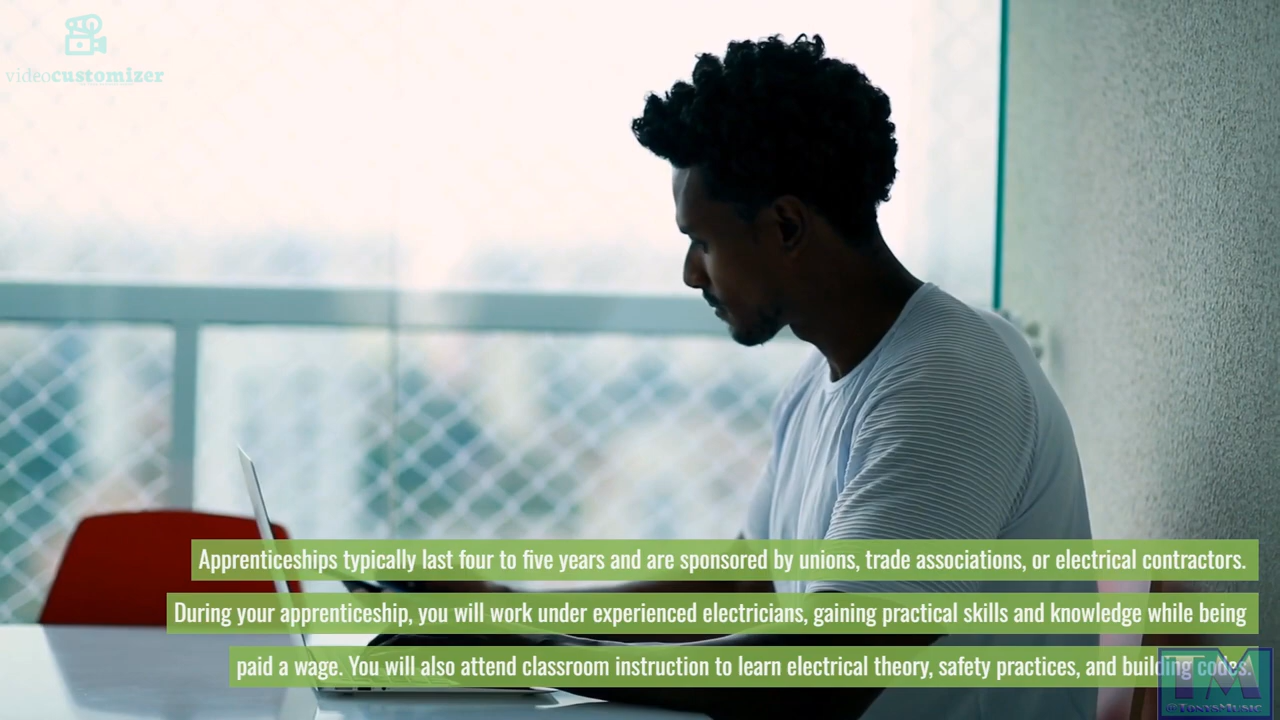 videocustomizer
Apprenticeships typically last four to five years and are sponsored by unions, trade associations, or electrical contractors.
During your apprenticeship, you will work under experienced electricians, gaining practical skills and knowledge while being
paid a wage. You will also attend classroom instruction to learn electrical theory, safety practices, and building codes.
TM
@TonysMusic